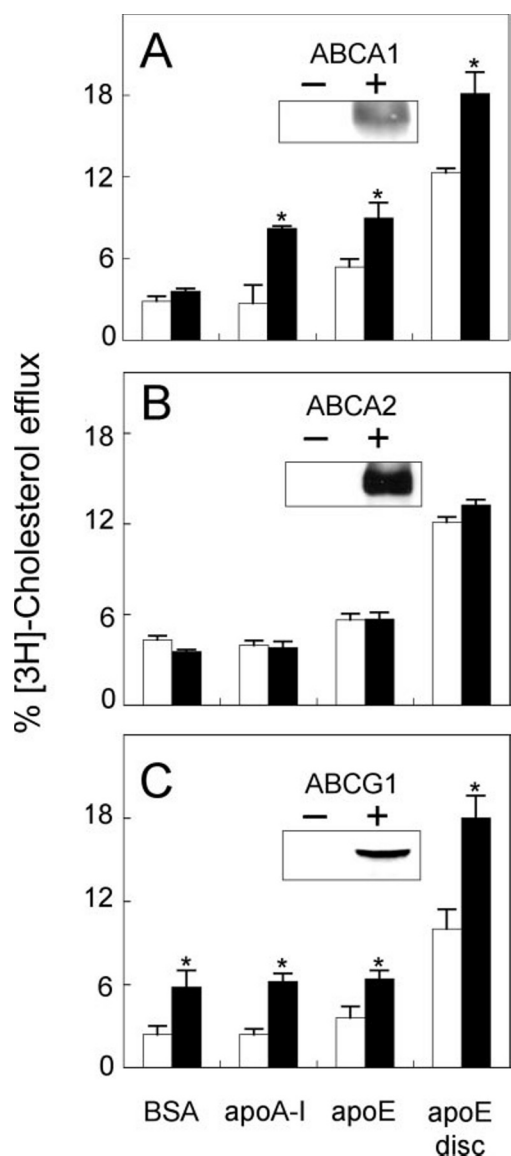 % [3H]-Cholesterol efflux
A
ABCA1
− +
18
12
6
0
*
*
*
B
ABCA2
− +
18
12
6
0
C
ABCG1
− +
18
12
6
0
*
*
*
*
BSA apoA-I apoE apoE disc